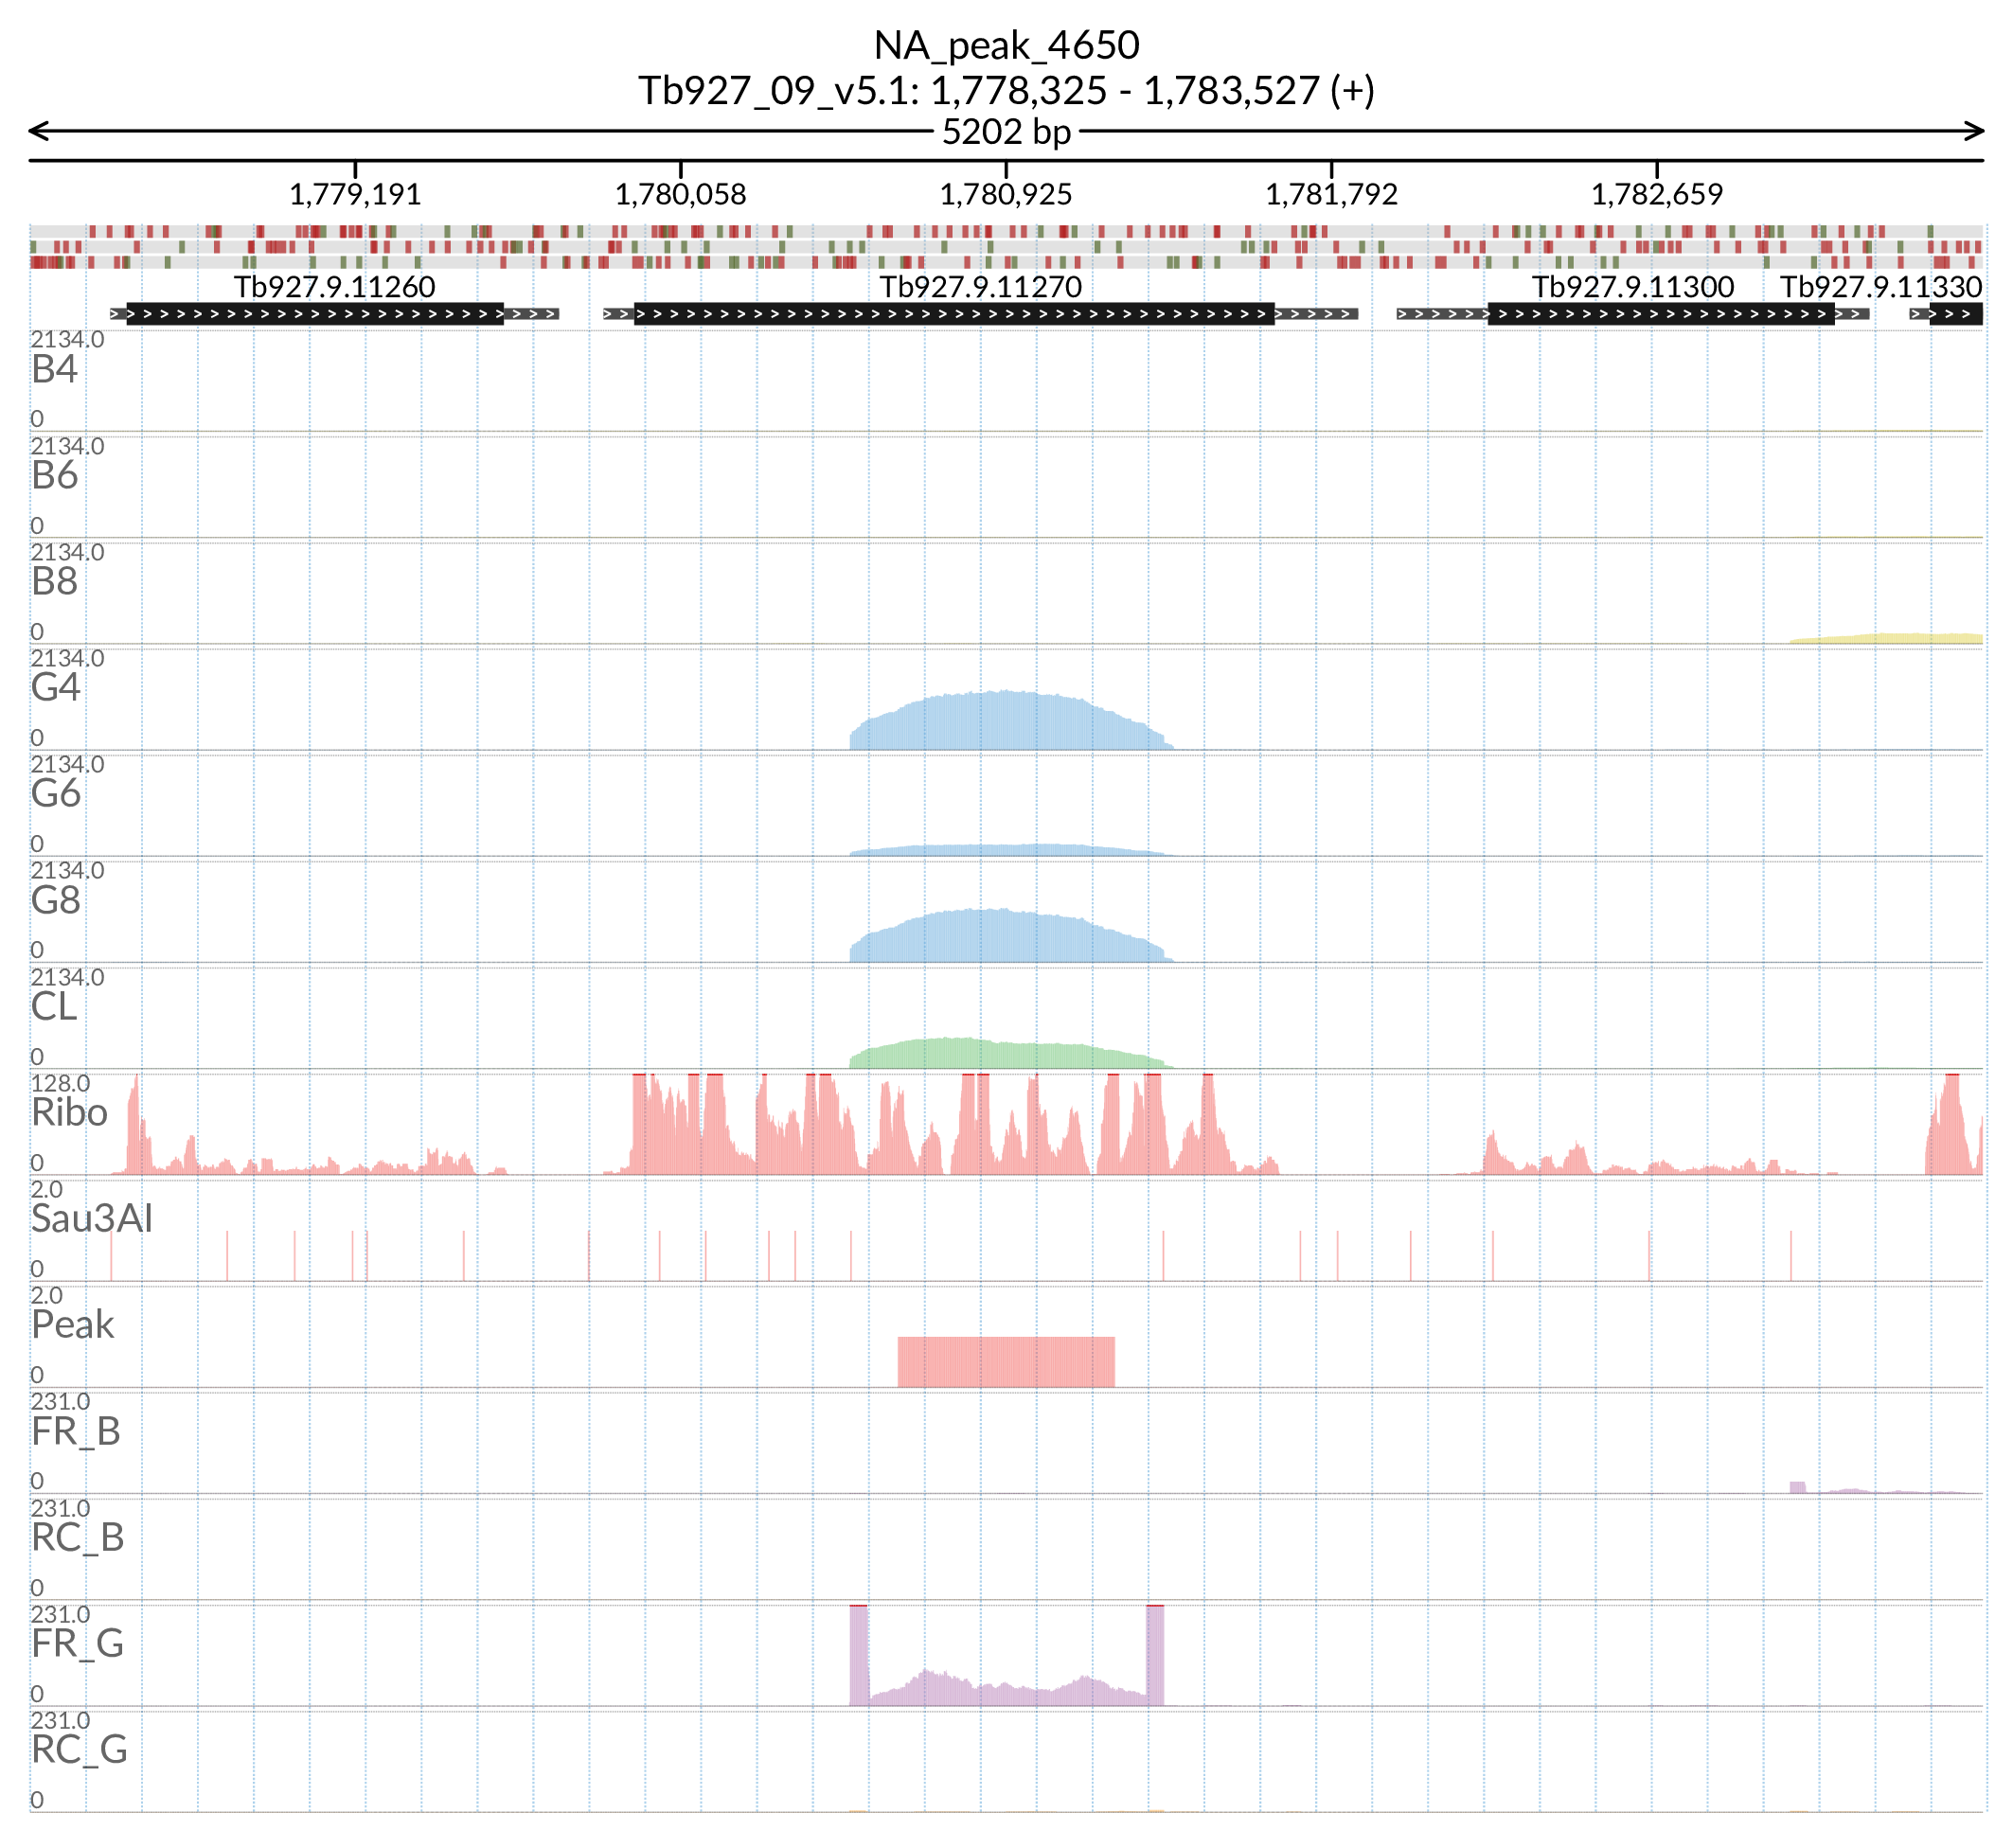 NA_peak_4650
Tb927_09_v5.1: 1,778,325 - 1,783,527 (+)
5202 bp
1,779,191 1,780,058 1,780,925 1,781,792 1,782,659
Tb927.9.11260 Tb927.9.11270 Tb927.9.11300 Tb927.9.11330
2134.0
B4
0
2134.0
B6
0
2134.0
B8
0
2134.0
G4
0
2134.0
G6
0
2134.0
G8
0
2134.0
CL
0
128.0
Ribo
0
2.0
Sau3AI
0
2.0
Peak
0
231.0
FR_B
0
231.0
RC_B
0
231.0
FR_G
0
231.0
RC_G
0